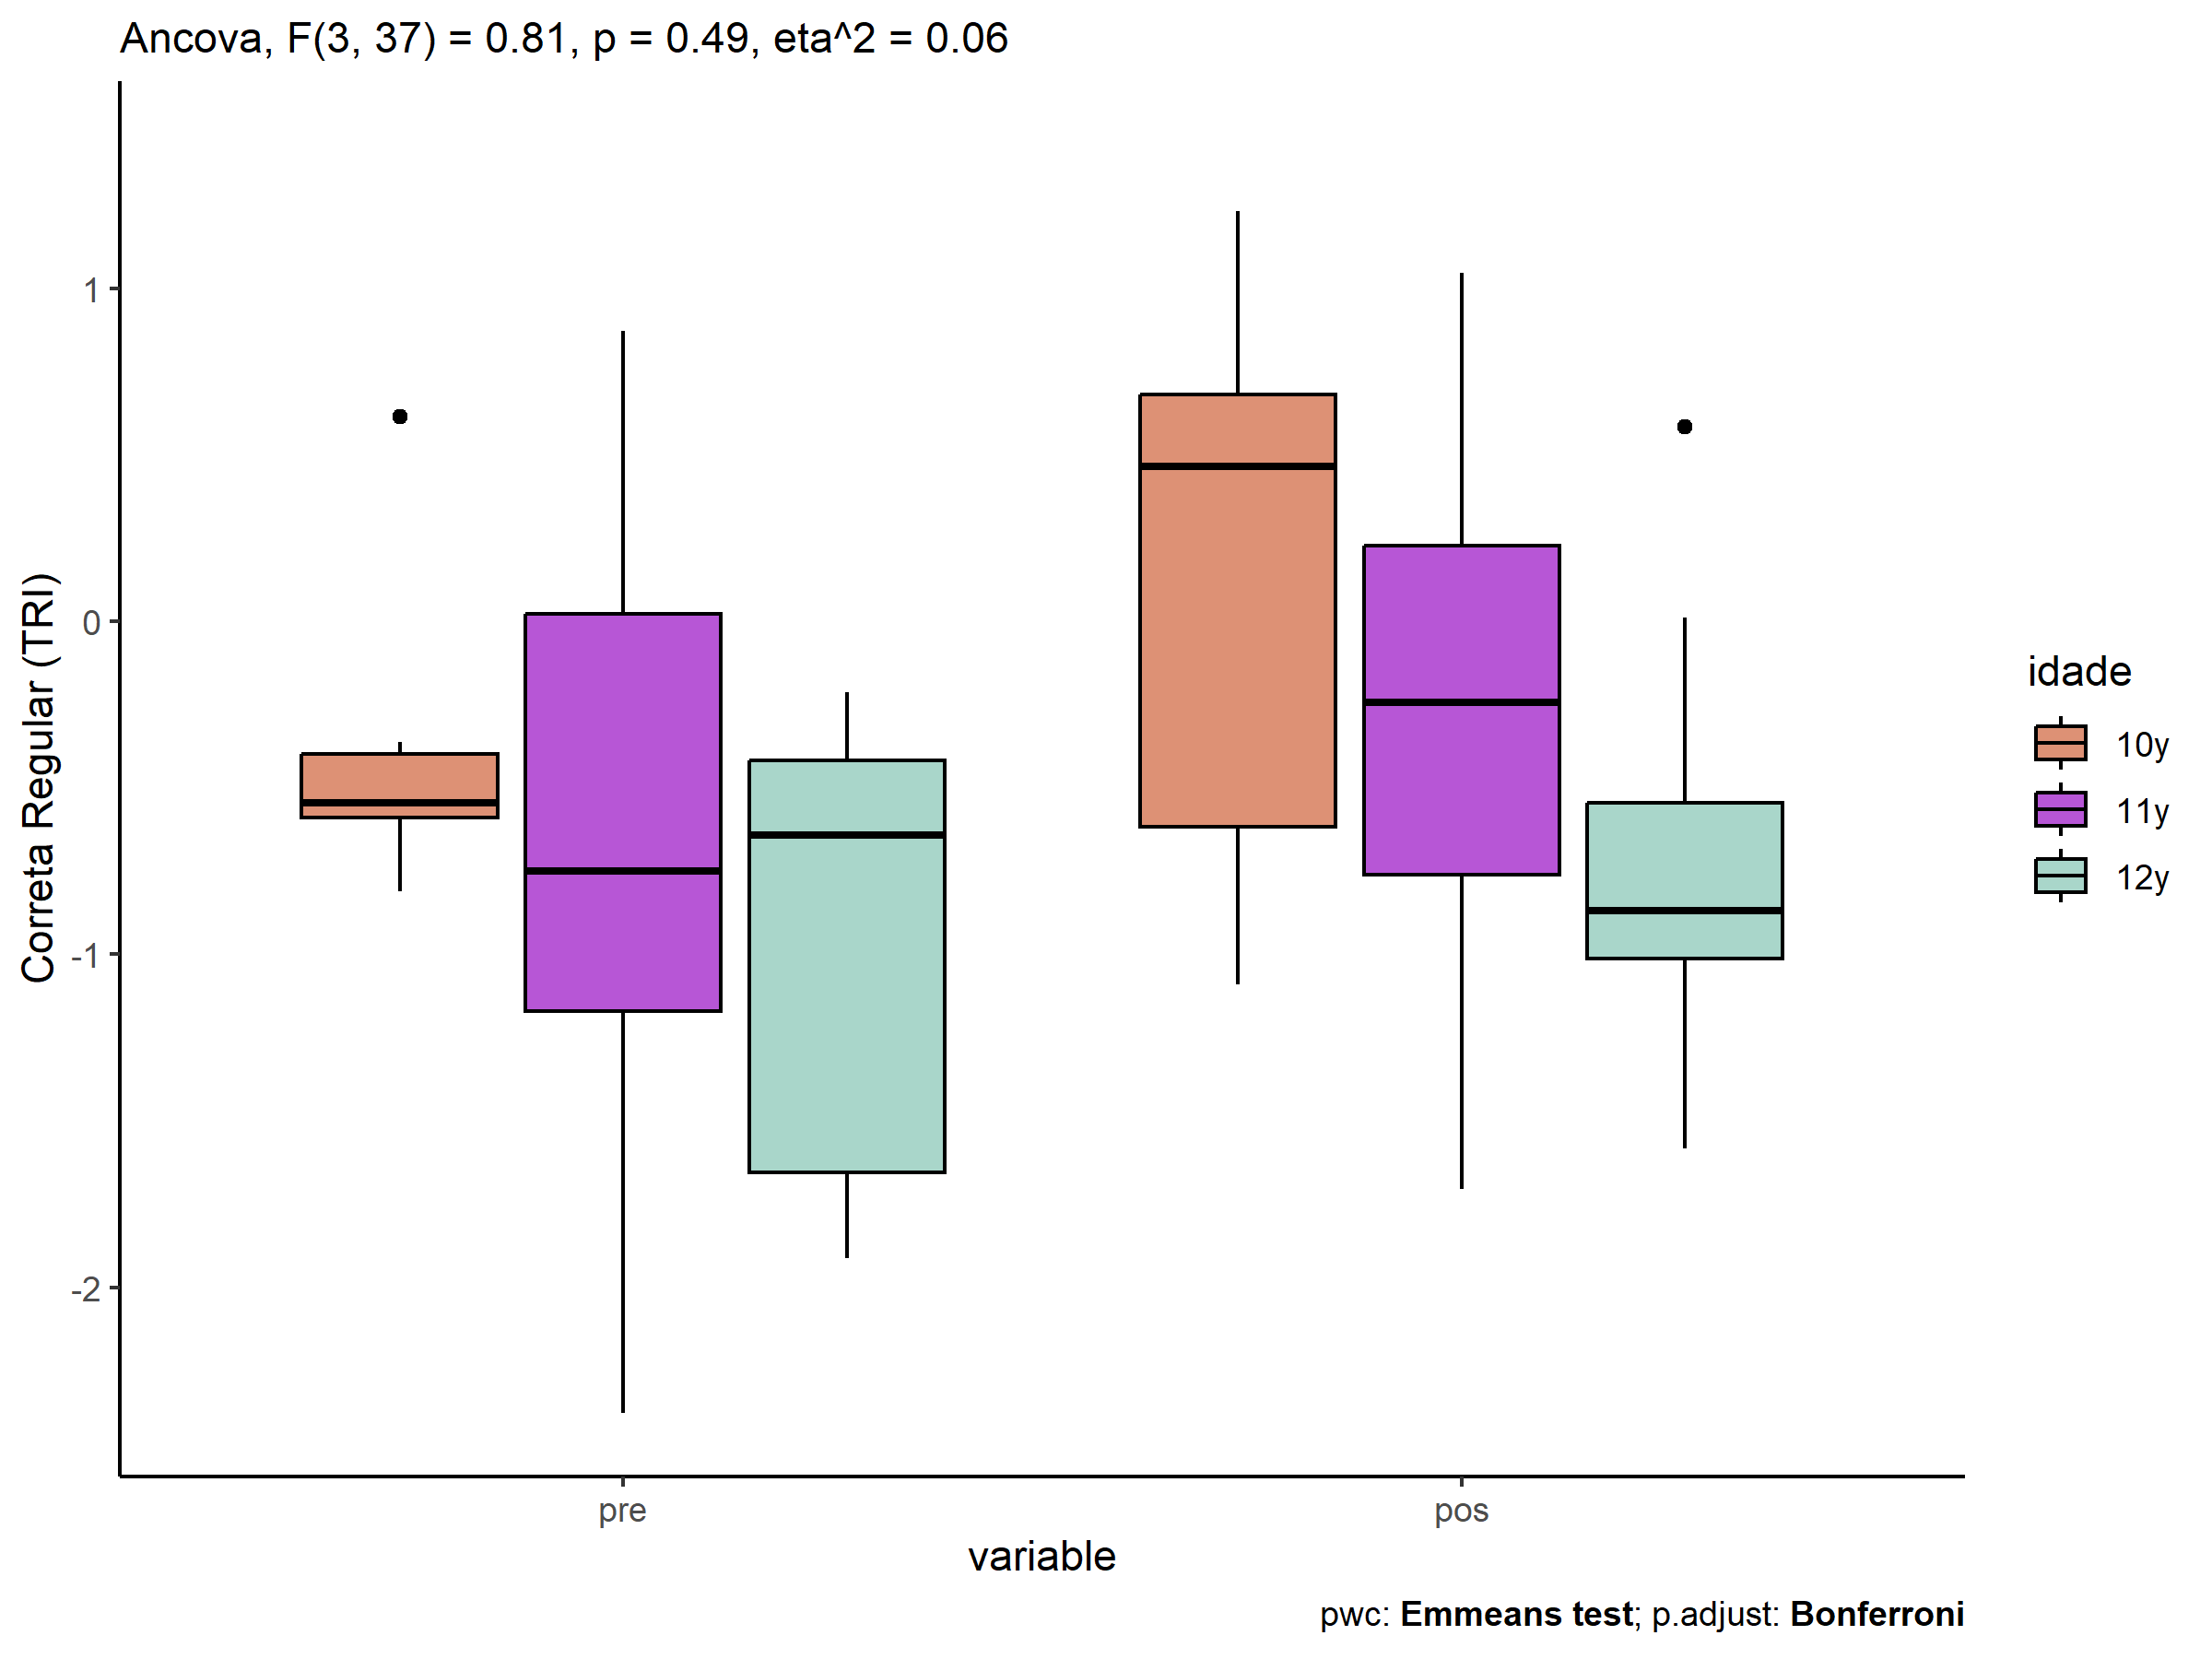 Ancova, F(3, 37) = 0.81, p = 0.49, eta^2 = 0.06
Correta Regular (TRI)
1
0
-1
-2
pre
pos
variable
idade
10y
11y
12y
pwc: Emmeans test; p.adjust: Bonferroni